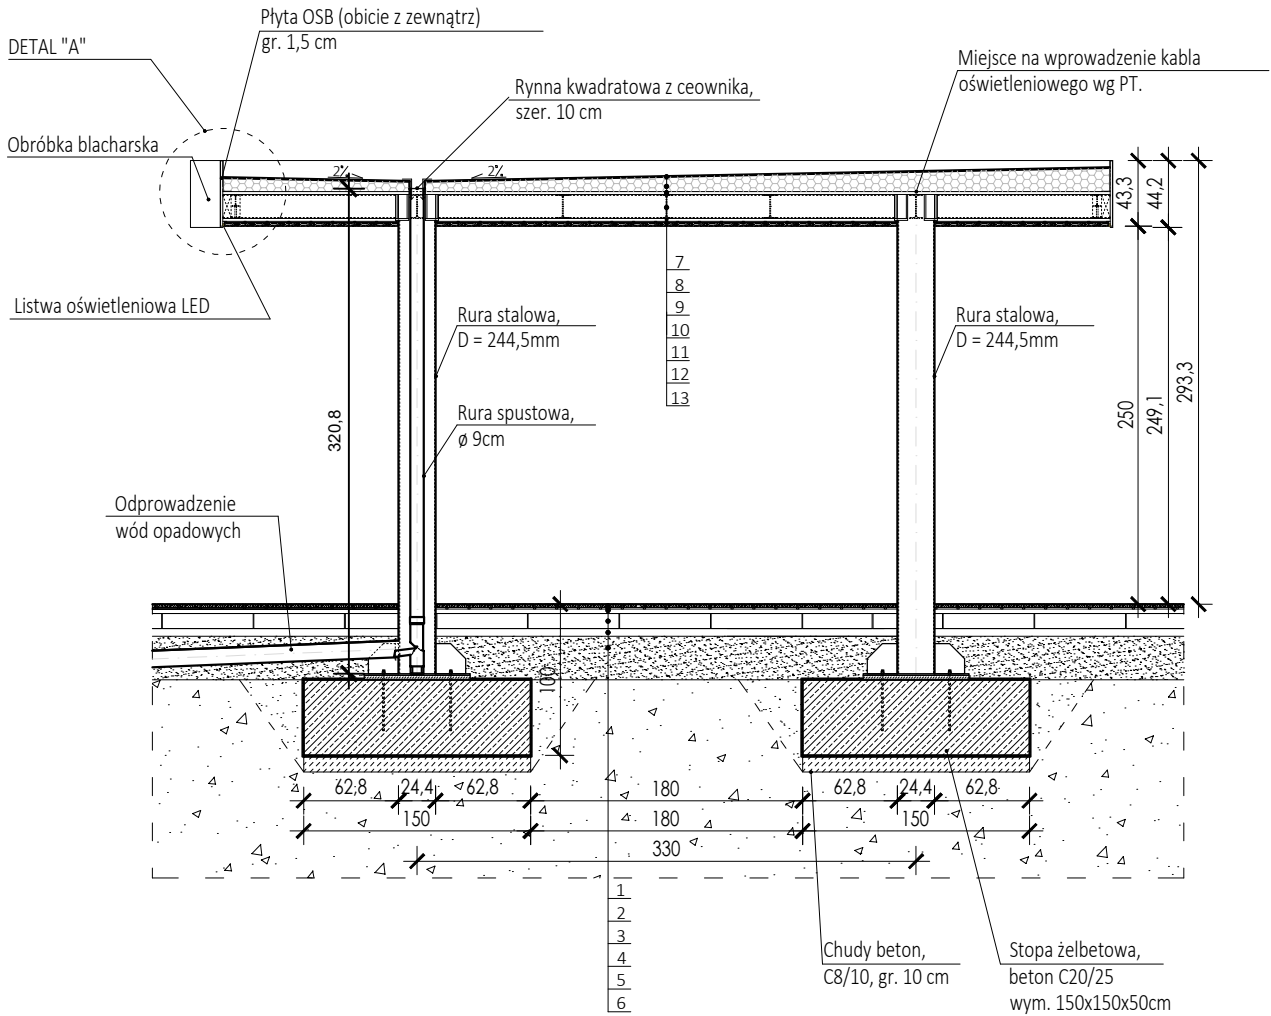 Płyta OSB (obicie z zewnątrz)
gr. 1,5 cm
DETAL "A"
Miejsce na wprowadzenie kabla
oświetleniowego wg PT.
Rynna kwadratowa z ceownika,
szer. 10 cm
Obróbka blacharska
2%
2%
43,3
44,2
7
8
9
10
11
12
13
Listwa oświetleniowa LED
Rura stalowa,
D = 244,5mm
Rura stalowa,
D = 244,5mm
320,8
Rura spustowa,
ø 9cm
250
249,1
293,3
Odprowadzenie
wód opadowych
100
62,8
24,4
62,8
180
62,8
24,4
62,8
150
180
150
330
1
2
3
4
5
6
Chudy beton,
C8/10, gr. 10 cm
Stopa żelbetowa,
beton C20/25
wym. 150x150x50cm